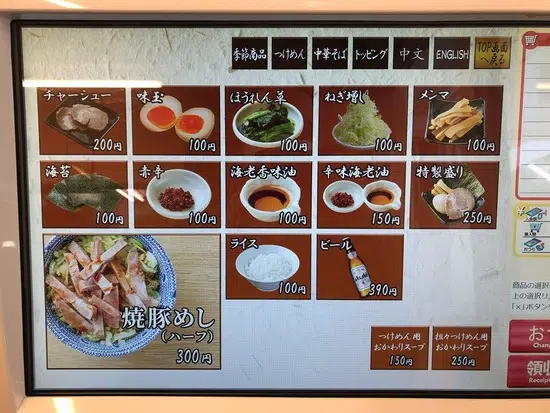 季節商品 つけめん 中華そば トッピング 中文 ENGLISH TOP画面
へ戻る
チャーシュー
200円
味玉
100円
ほうれん草
100円
ねぎ増し
100円
メンマ
100円
海苔
100円
赤辛
100円
海老香味油
100円
辛味海老油
150円
特製盛り
250円
焼豚めし
(ハーフ)
300円
ライス
100円
ビール
390円
つけめん用
おかわりスープ
150円
担々つけめん用
おかわりスープ
250円
商品の選択
上の選択リ
「×」ボタン
お
Chan
領収
Receip